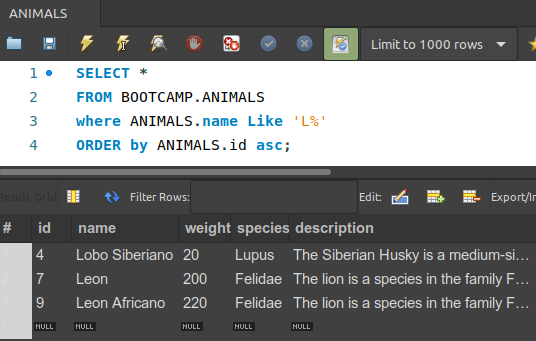 ANIMALS
Limit to 1000 rows
1 SELECT *
2 FROM BOOTCAMP.ANIMALS
3 where ANIMALS.name Like 'L%'
4 ORDER by ANIMALS.id asc;
Result Grid Filter Rows: Edit: Export/I
# id name weight species description
1 4 Lobo Siberiano 20 Lupus The Siberian Husky is a medium-si...
2 7 Leon 200 Felidae The lion is a species in the family F...
3 9 Leon Africano 220 Felidae The lion is a species in the family F...
* NULL NULL NULL NULL NULL